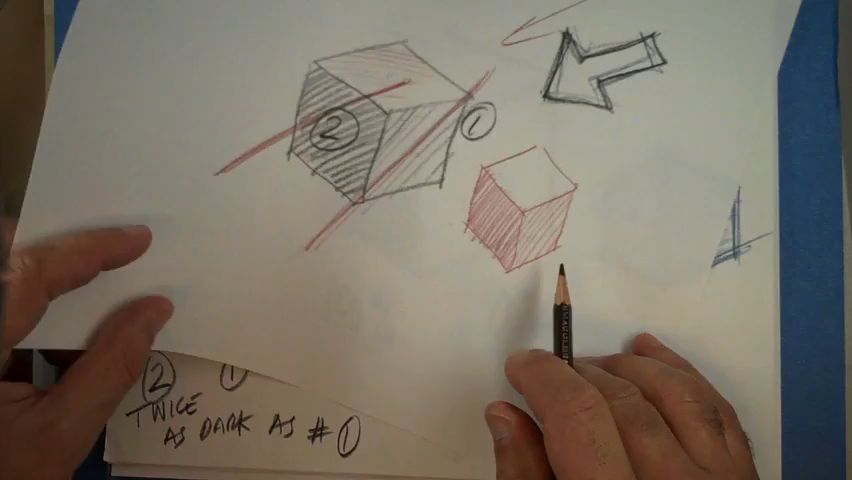 ② ①
② ①
TWICE
AS DARK AS # ①